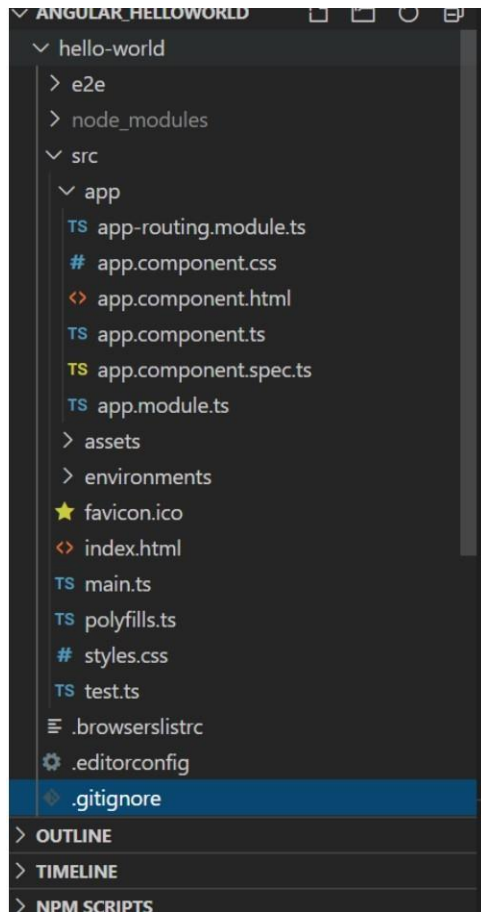 ANGULAR_HELLOWORLD
hello-world
e2e
node_modules
src
app
TS app-routing.module.ts
# app.component.css
<> app.component.html
TS app.component.ts
TS app.component.spec.ts
TS app.module.ts
assets
environments
favicon.ico
<> index.html
TS main.ts
TS polyfills.ts
# styles.css
TS test.ts
.browserslistrc
.editorconfig
.gitignore
OUTLINE
TIMELINE
NPM SCRIPTS